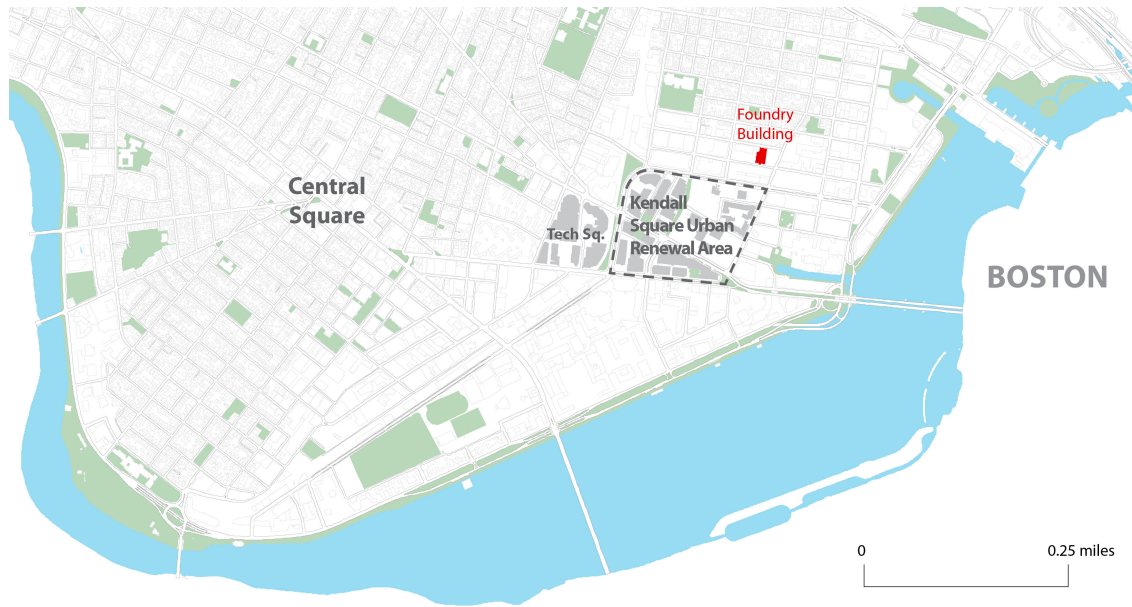 Foundry
Building
Central
Square
Kendall
Square Urban
Renewal Area
Tech Sq.
BOSTON
0
0.25 miles